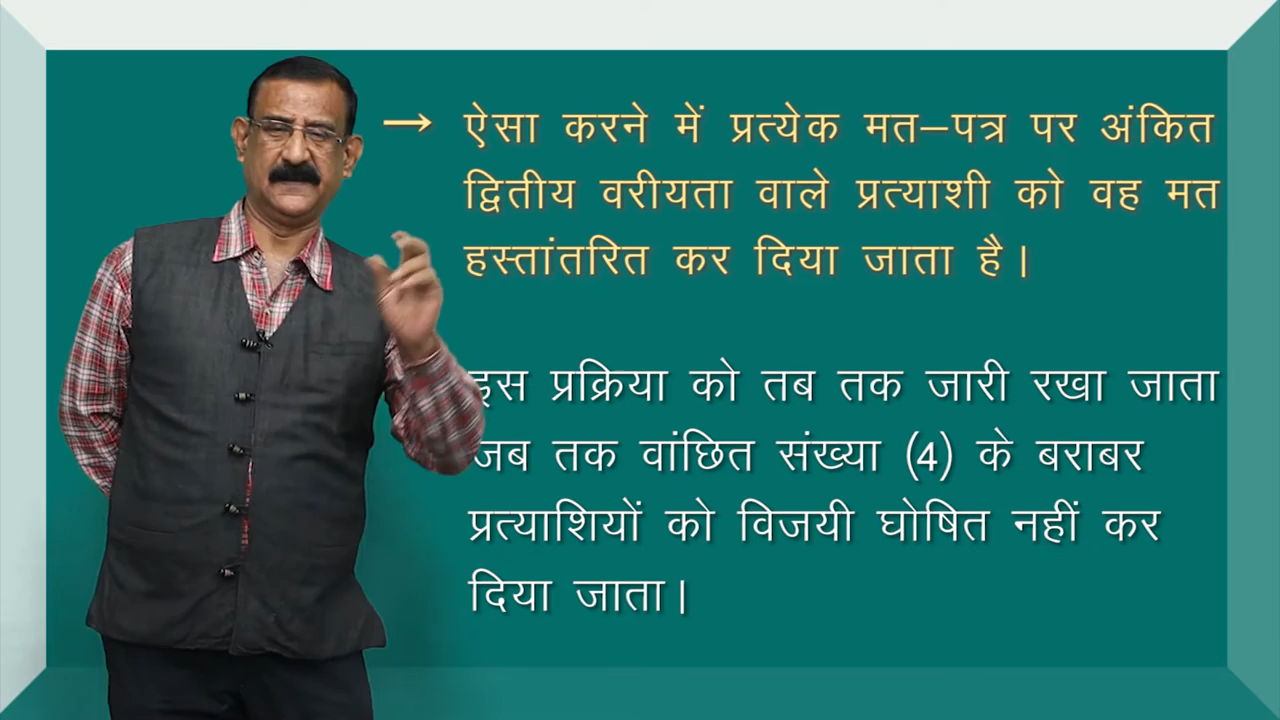 → ऐसा करने में प्रत्येक मत–पत्र पर अंकित
द्वितीय वरीयता वाले प्रत्याशी को वह मत
हस्तांतरित कर दिया जाता है।
इस प्रक्रिया को तब तक जारी रखा जाता
जब तक वांछित संख्या (4) के बराबर
प्रत्याशियों को विजयी घोषित नहीं कर
दिया जाता।